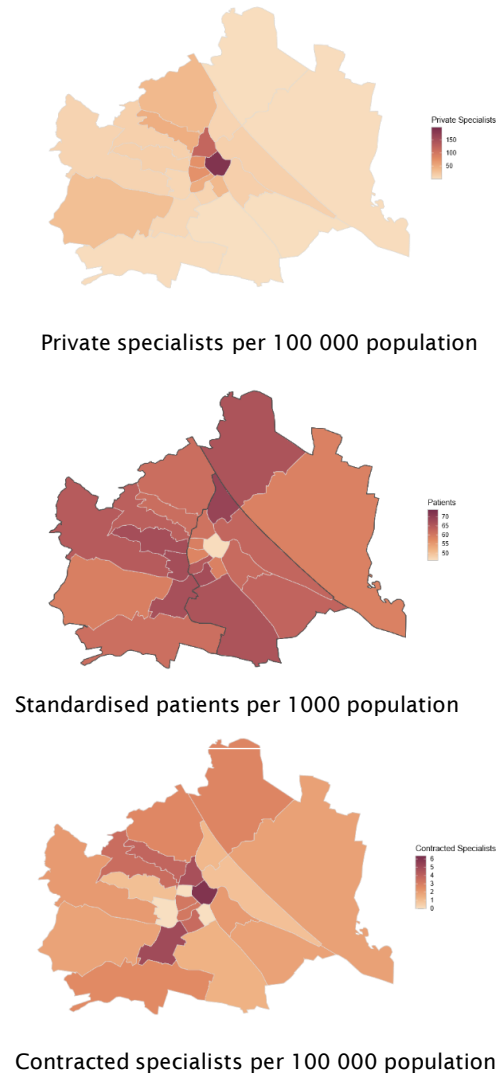 Private Specialists
150
100
50
Private specialists per 100 000 population
Patients
70
65
60
55
50
Standardised patients per 1000 population
Contracted Specialists
6
5
4
3
2
1
0
Contracted specialists per 100 000 population